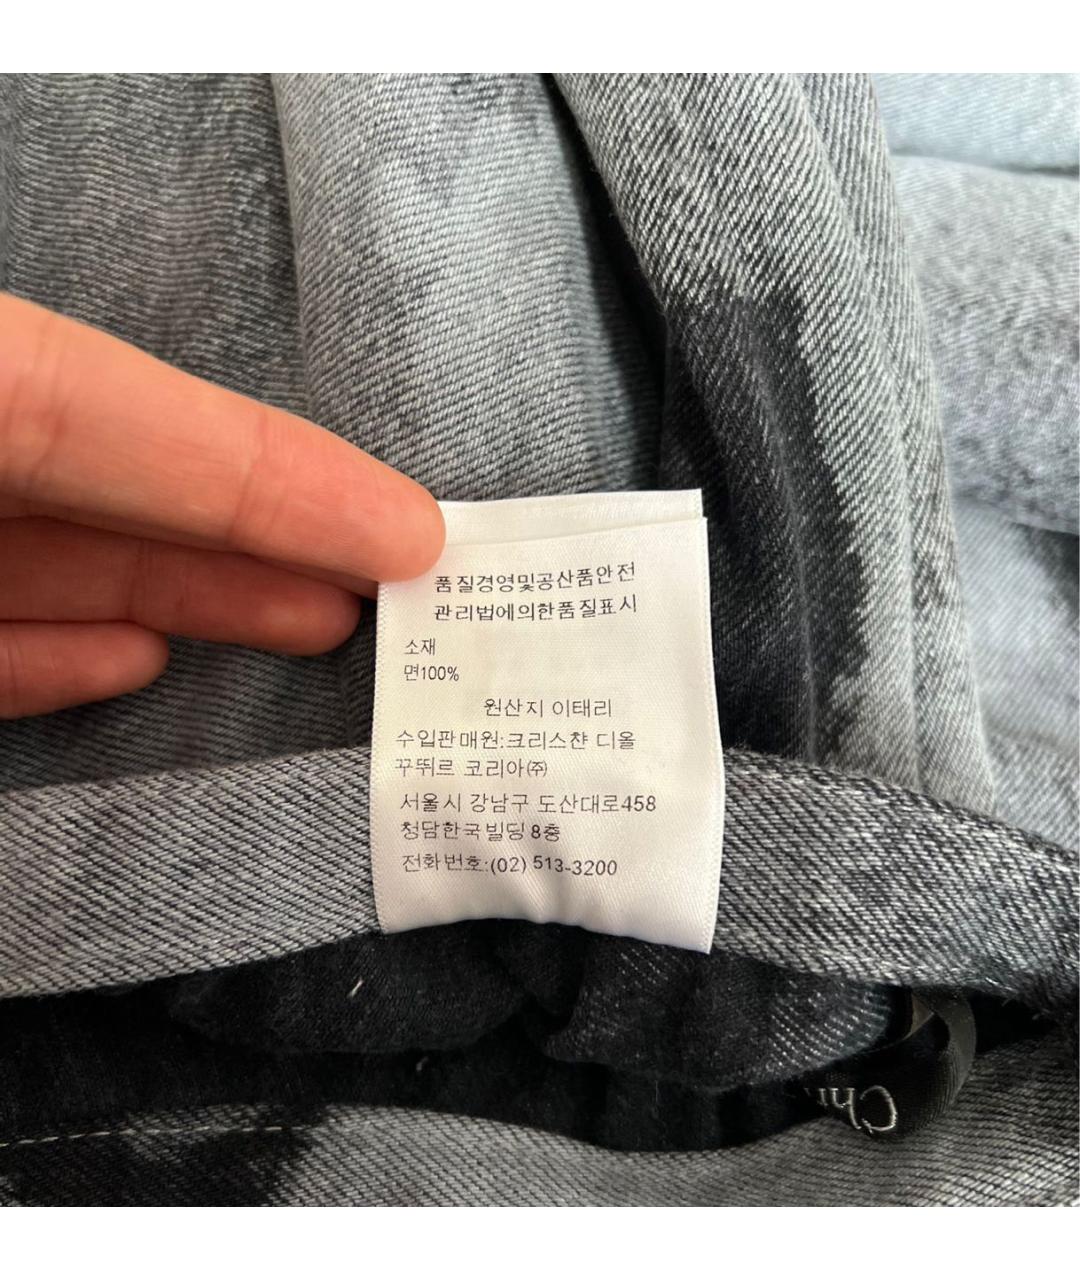 품질경영및공산품안전
관리법에의한품질표시
소재
면100%
원산지 이태리
수입판매원:크리스챤 디올
꾸뛰르 코리아㈜
서울시 강남구 도산대로458
청담한국빌딩 8층
전화번호:(02) 513-3200
Chri